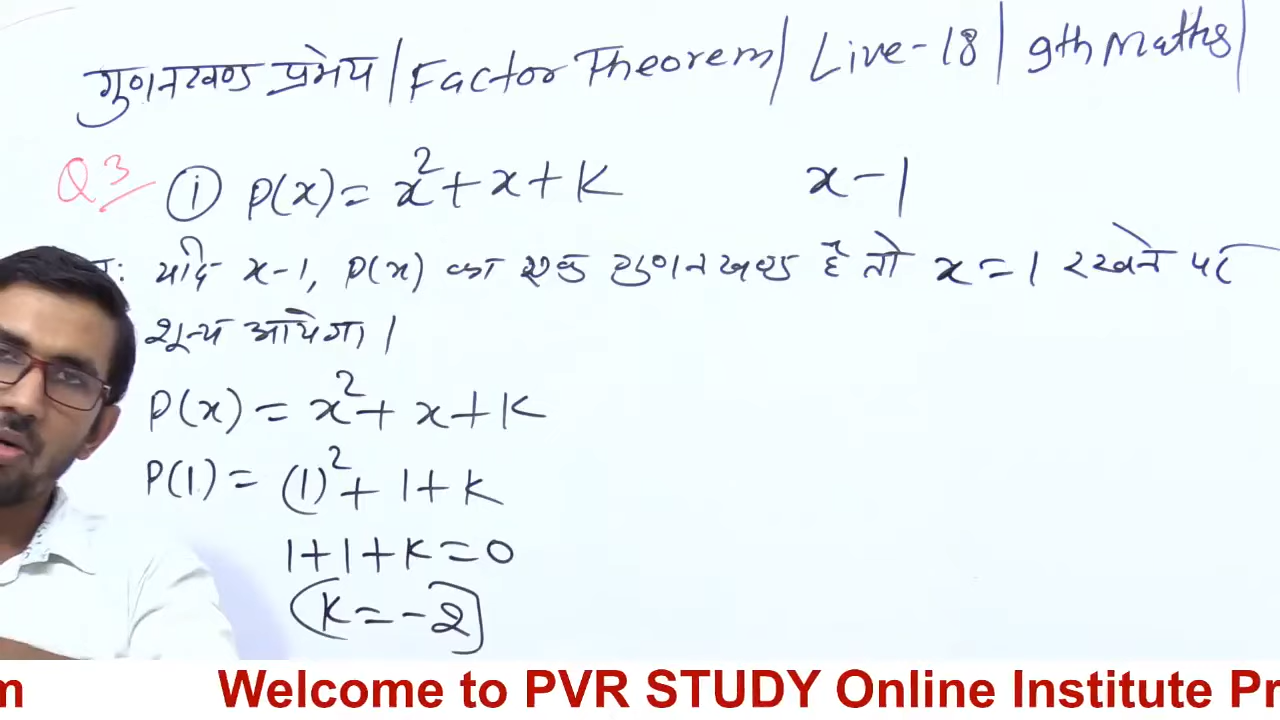 गुणनखण्ड प्रमेय | Factor Theorem | Live-18 | 9th Maths |
Q3 (i) P(x) = x² + x + K x - 1
यदि x-1, P(x) का एक गुणनखण्ड है तो x = 1 रखने पर
शून्य आयेगा |
P(x) = x² + x + K
P(1) = (1)² + 1 + K
1 + 1 + K = 0
K = -2
m Welcome to PVR STUDY Online Institute Pr